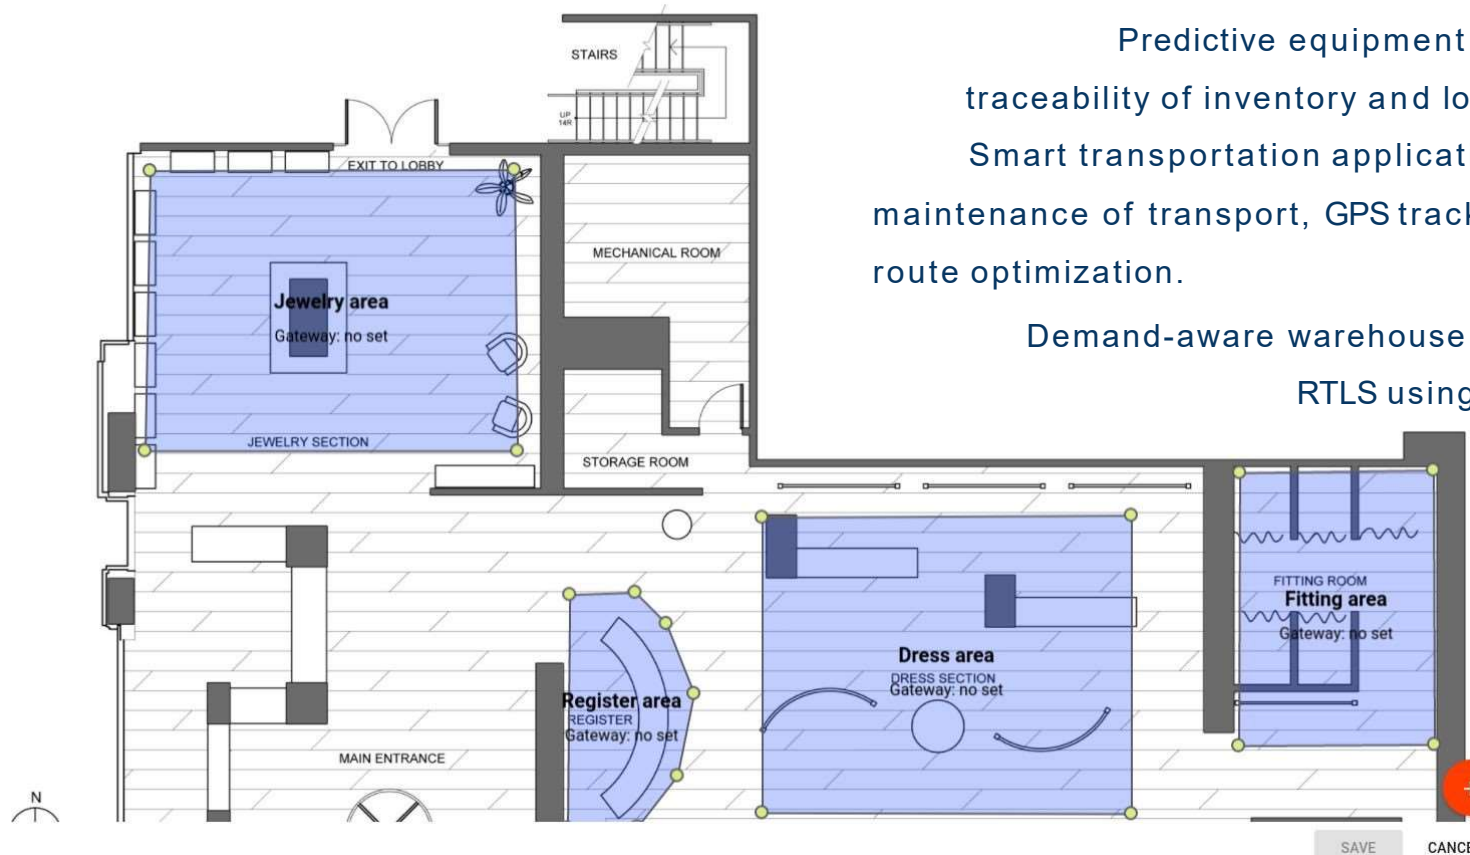 Predictive equipment
traceability of inventory and lo
Smart transportation applicat
maintenance of transport, GPS track
route optimization.
Demand-aware warehouse
RTLS using
STAIRS
UP
14R
EXIT TO LOBBY
MECHANICAL ROOM
Jewelry area
Gateway: no set
JEWELRY SECTION
STORAGE ROOM
FITTING ROOM
Fitting area
Gateway: no set
Dress area
DRESS SECTION
Gateway: no set
Register area
REGISTER
Gateway: no set
MAIN ENTRANCE
N
SAVE
CANCE